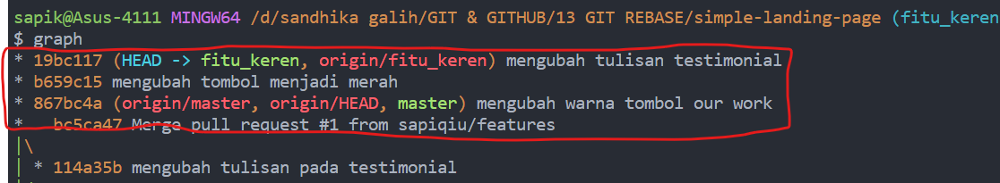 sapik@Asus-4111 MINGW64 /d/sandhika galih/GIT & GITHUB/13 GIT REBASE/simple-landing-page (fitu_keren
$ graph
* 19bc117 (HEAD -> fitu_keren, origin/fitu_keren) mengubah tulisan testimonial
* b659c15 mengubah tombol menjadi merah
* 867bc4a (origin/master, origin/HEAD, master) mengubah warna tombol our work
*   bc5ca47 Merge pull request #1 from sapiqiu/features
|\
| * 114a35b mengubah tulisan pada testimonial